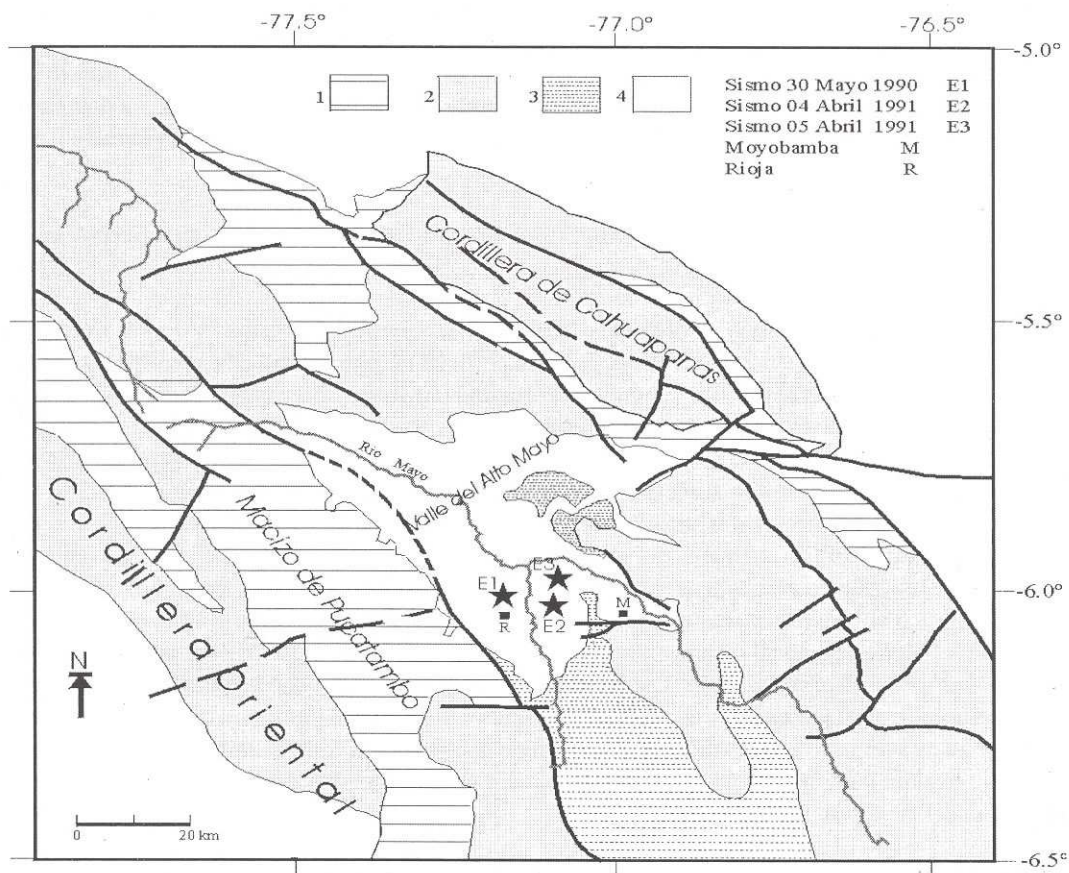 -77.5° -77.0° -76.5°
-5.0°
1 2 3 4
Sismo 30 Mayo 1990 E1
Sismo 04 Abril 1991 E2
Sismo 05 Abril 1991 E3
Moyobamba M
Rioja R
Cordillera de Cahuapanas
-5.5°
Rio Mayo
Valle del Alto Mayo
Cordillera Oriental
Macizo de Pucatambo
E3
E1
-6.0°
M
R
E2
N
0 20 km
-6.5°